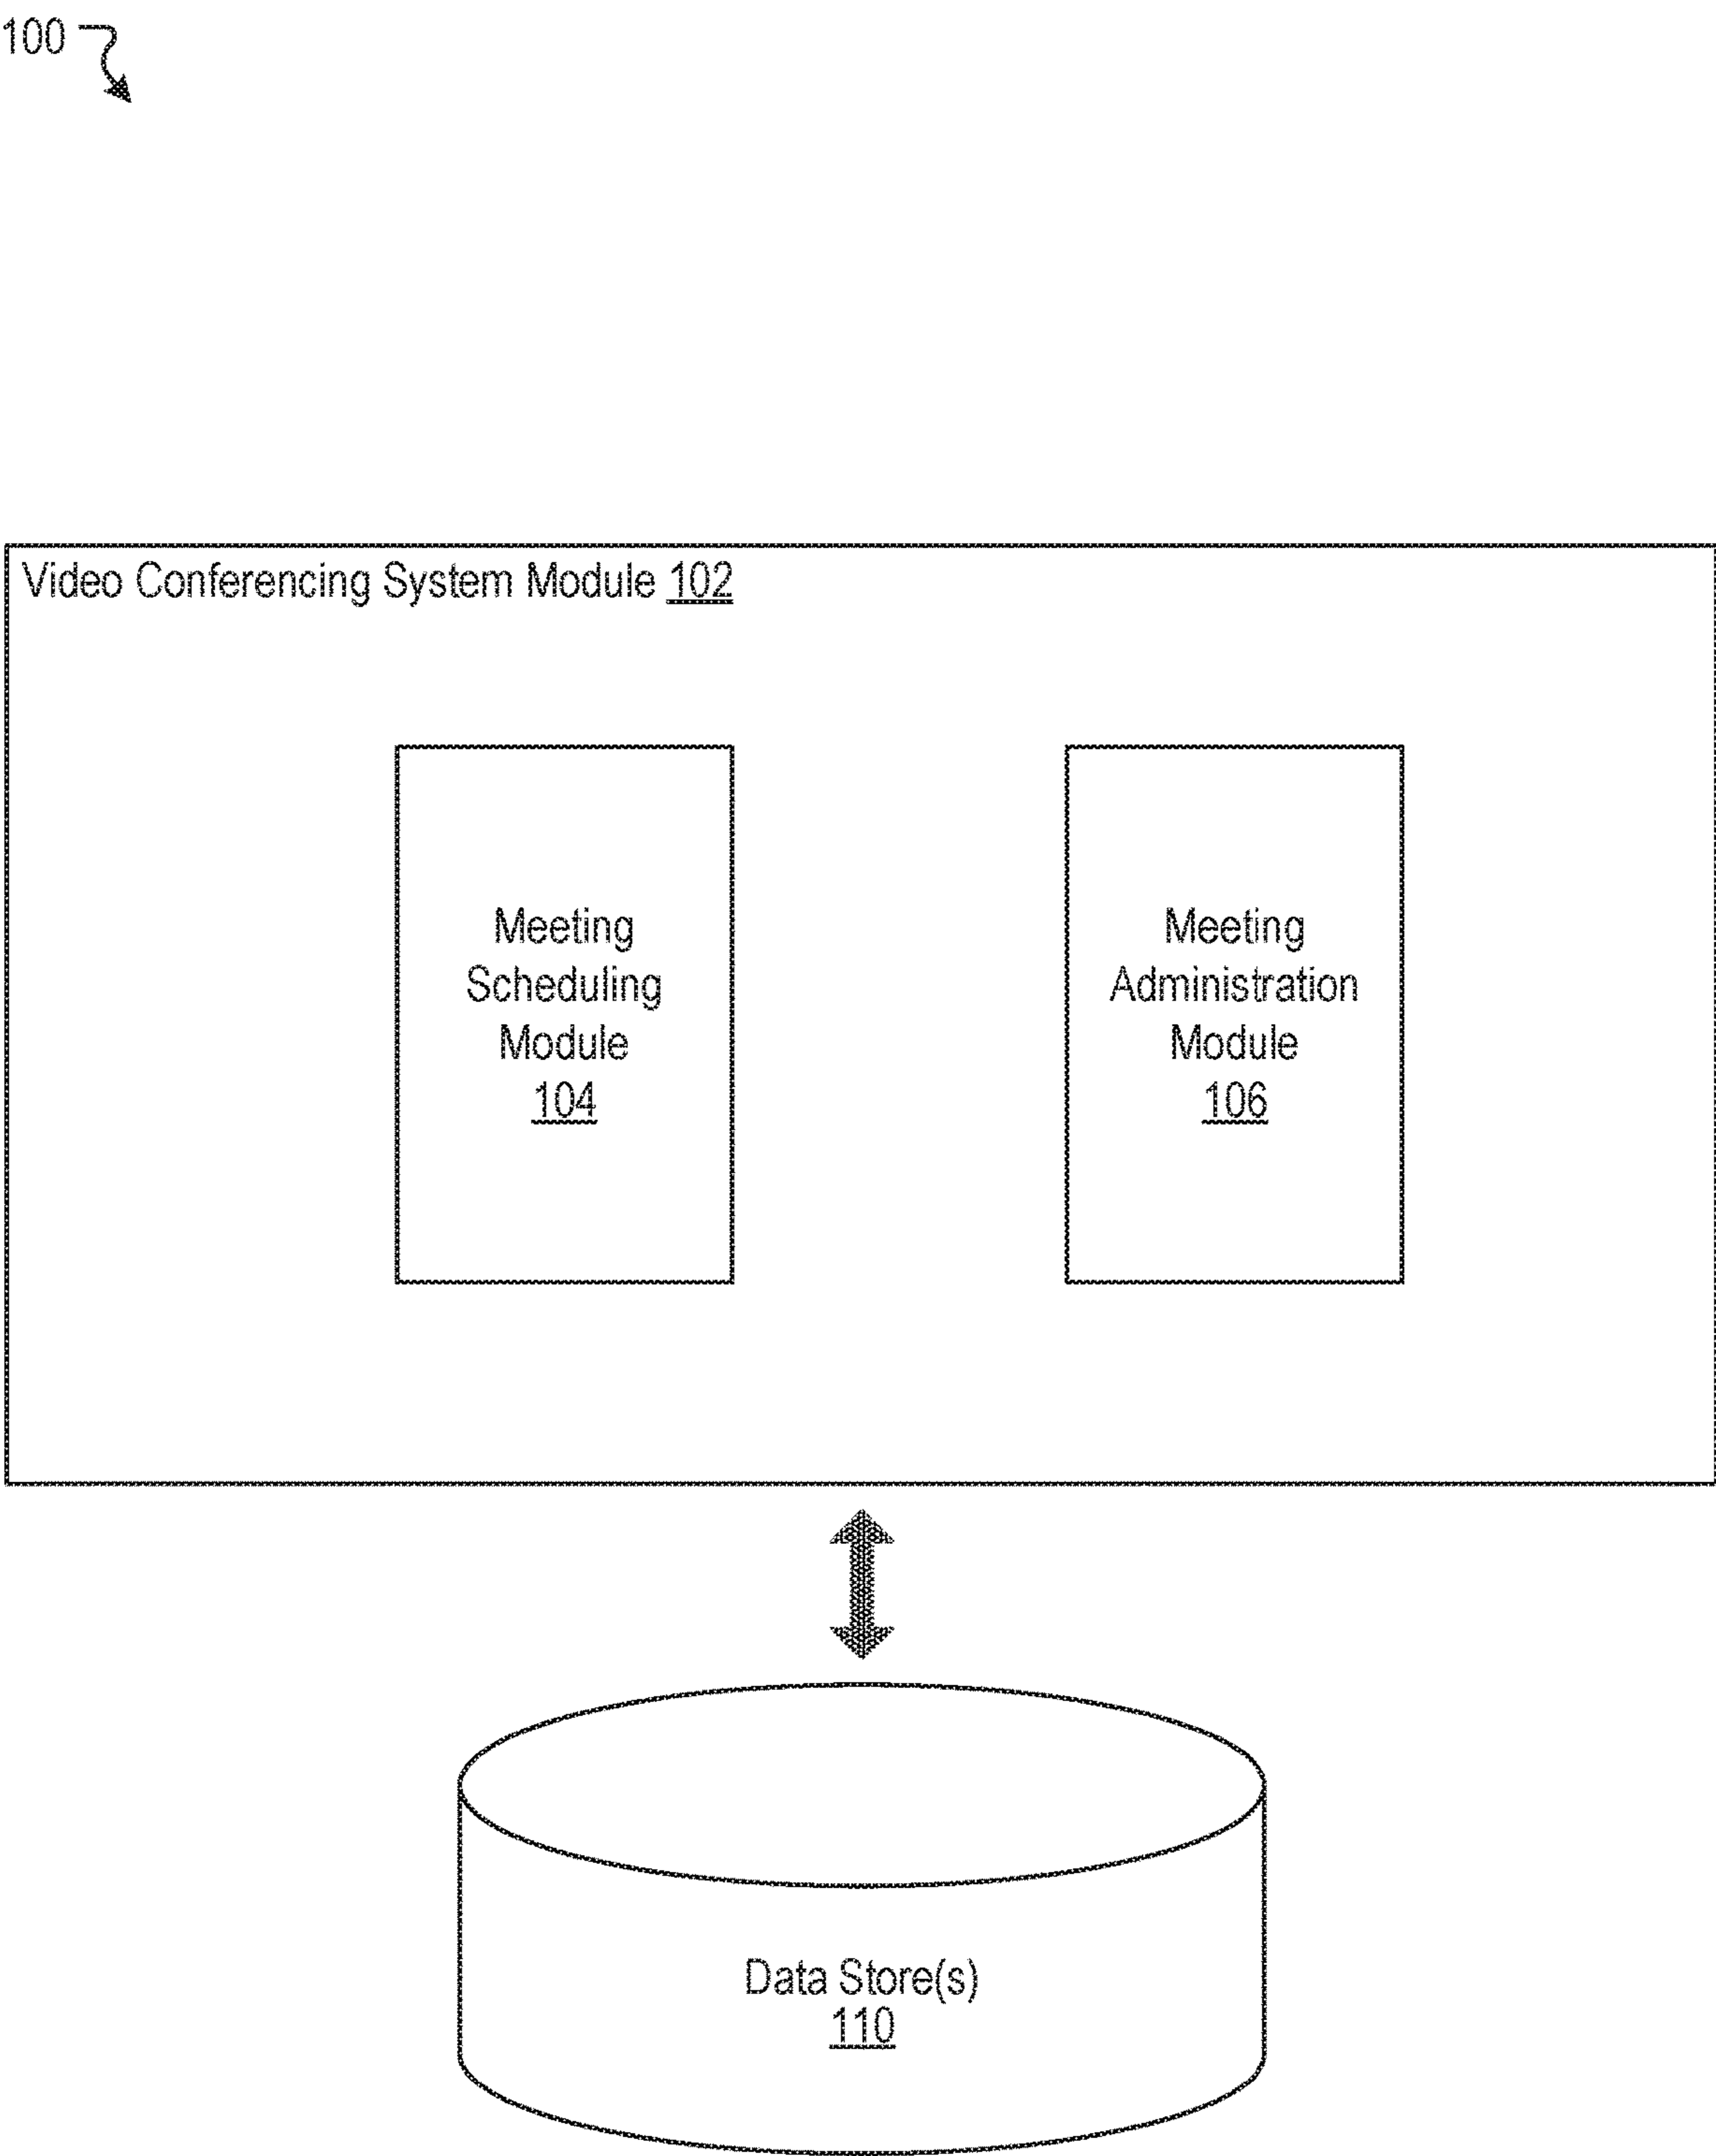 100
Video Conferencing System Module 102
Meeting
Scheduling
Module
104
Meeting
Administration
Module
106
Data Store(s)
110